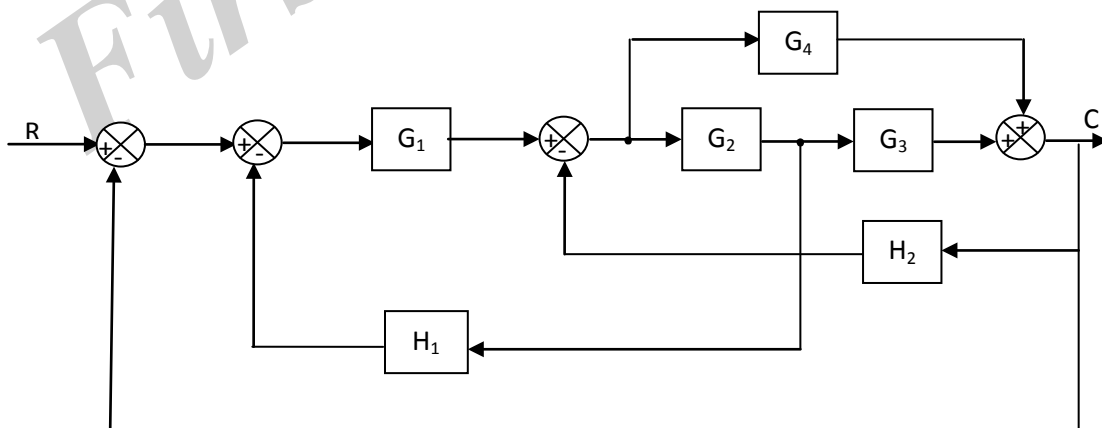 G₄
R
C
G₁
G₂
G₃
H₂
H₁
+
-
+
-
+
-
+
+